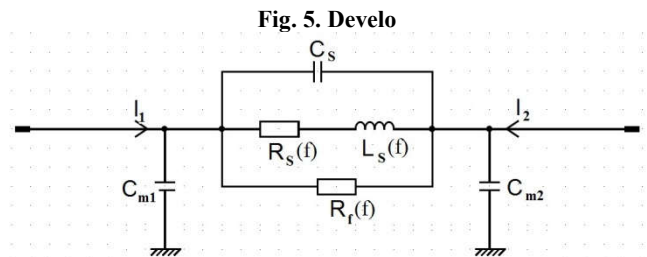 Fig. 5. Develo
C_S
I_1
I_2
R_S(f)
L_S(f)
C_m1
C_m2
R_f(f)